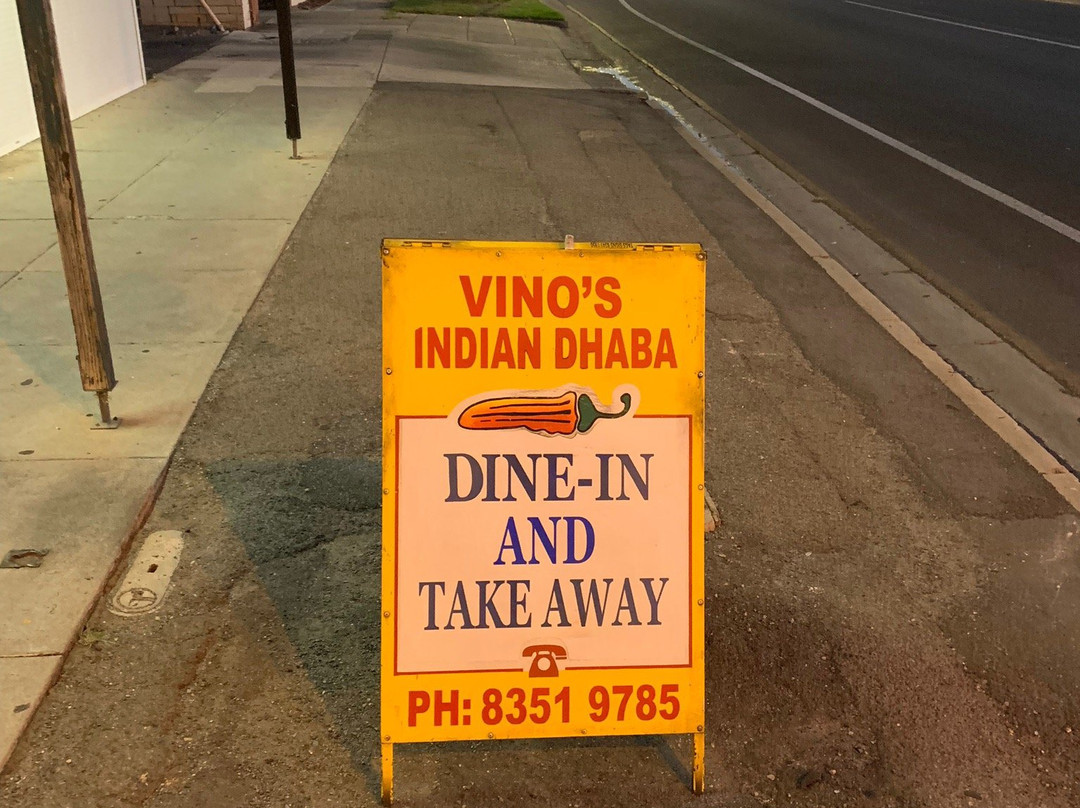 VINO'S
INDIAN DHABA
DINE-IN
AND
TAKE AWAY
PH: 8351 9785